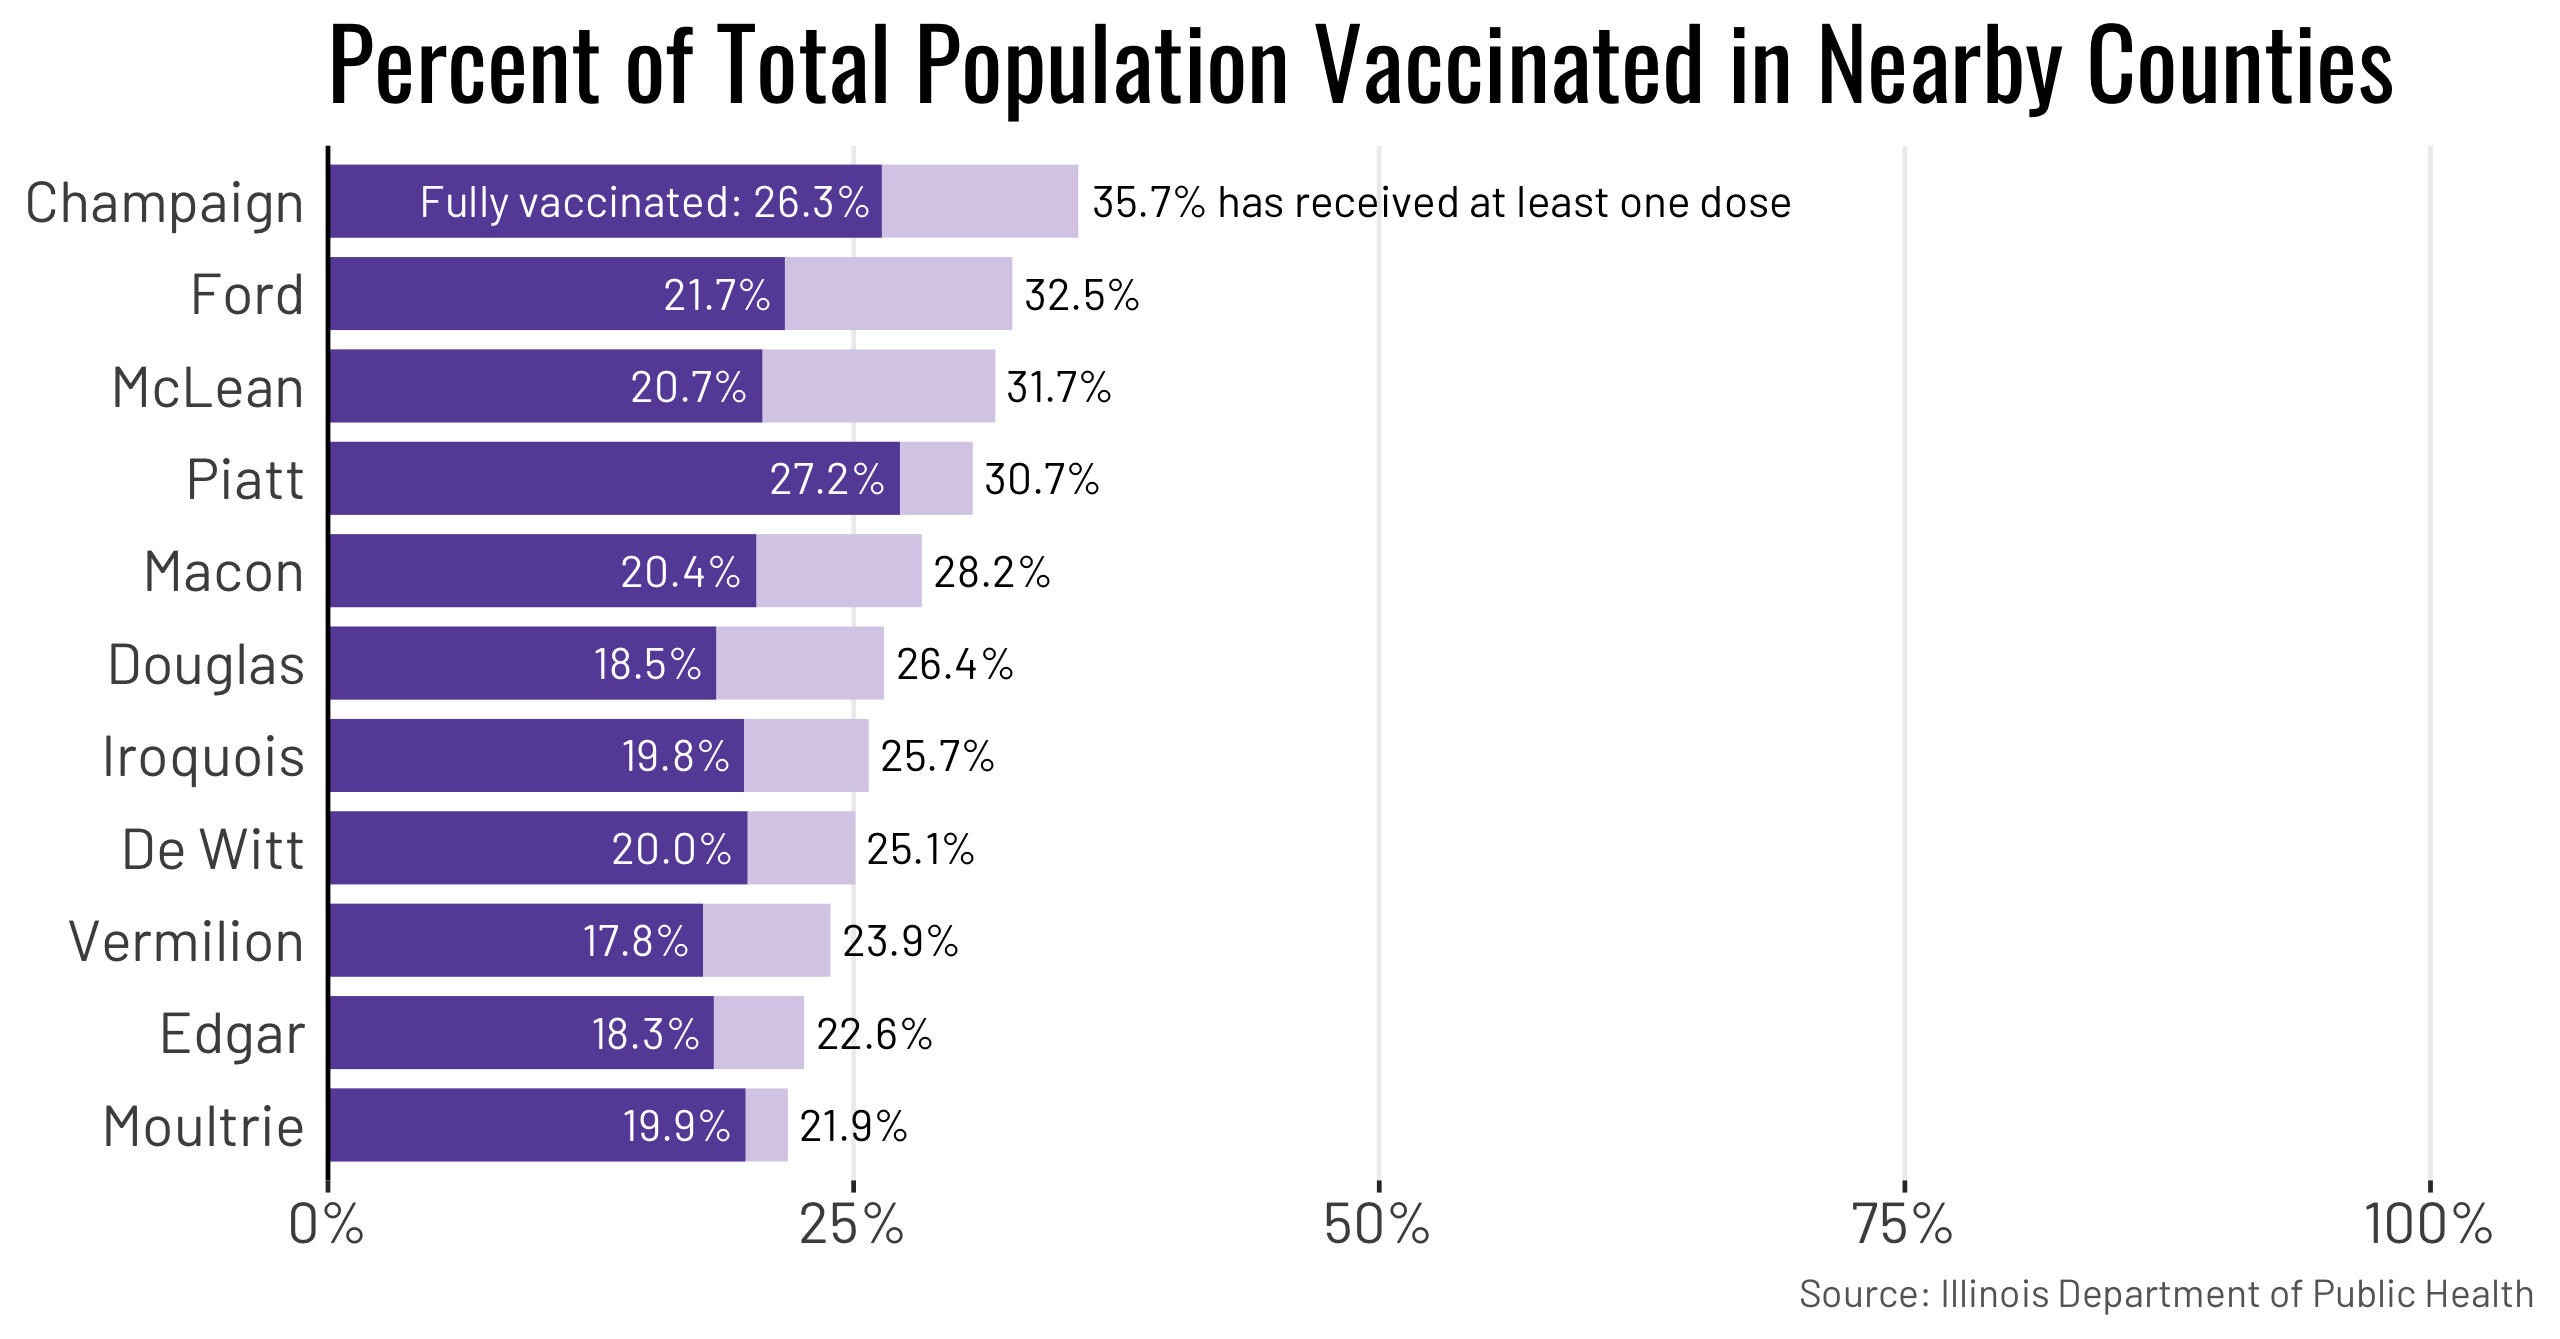 Percent of Total Population Vaccinated in Nearby Counties
Champaign Fully vaccinated: 26.3% 35.7% has received at least one dose
Ford 21.7% 32.5%
McLean 20.7% 31.7%
Piatt 27.2% 30.7%
Macon 20.4% 28.2%
Douglas 18.5% 26.4%
Iroquois 19.8% 25.7%
De Witt 20.0% 25.1%
Vermilion 17.8% 23.9%
Edgar 18.3% 22.6%
Moultrie 19.9% 21.9%
0% 25% 50% 75% 100%
Source: Illinois Department of Public Health